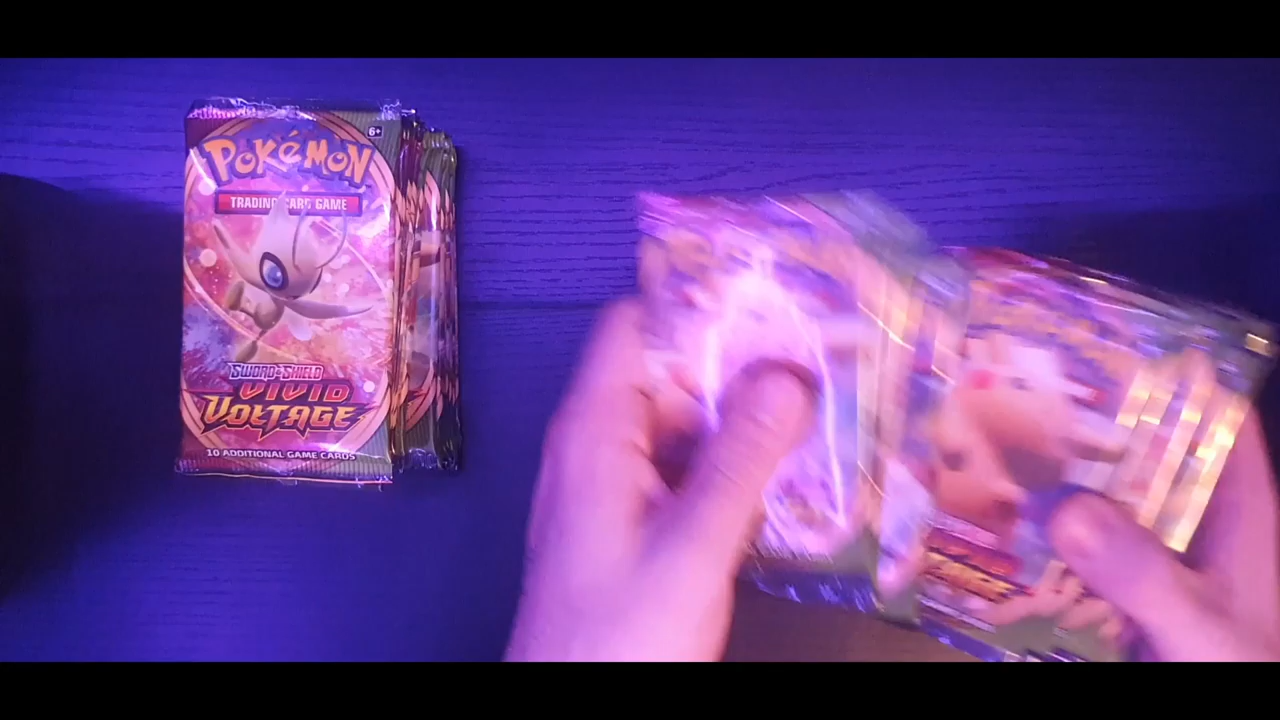 6+
POKéMON
TRADING CARD GAME
SWORD & SHIELD
VIVID
VOLTAGE
10 ADDITIONAL GAME CARDS